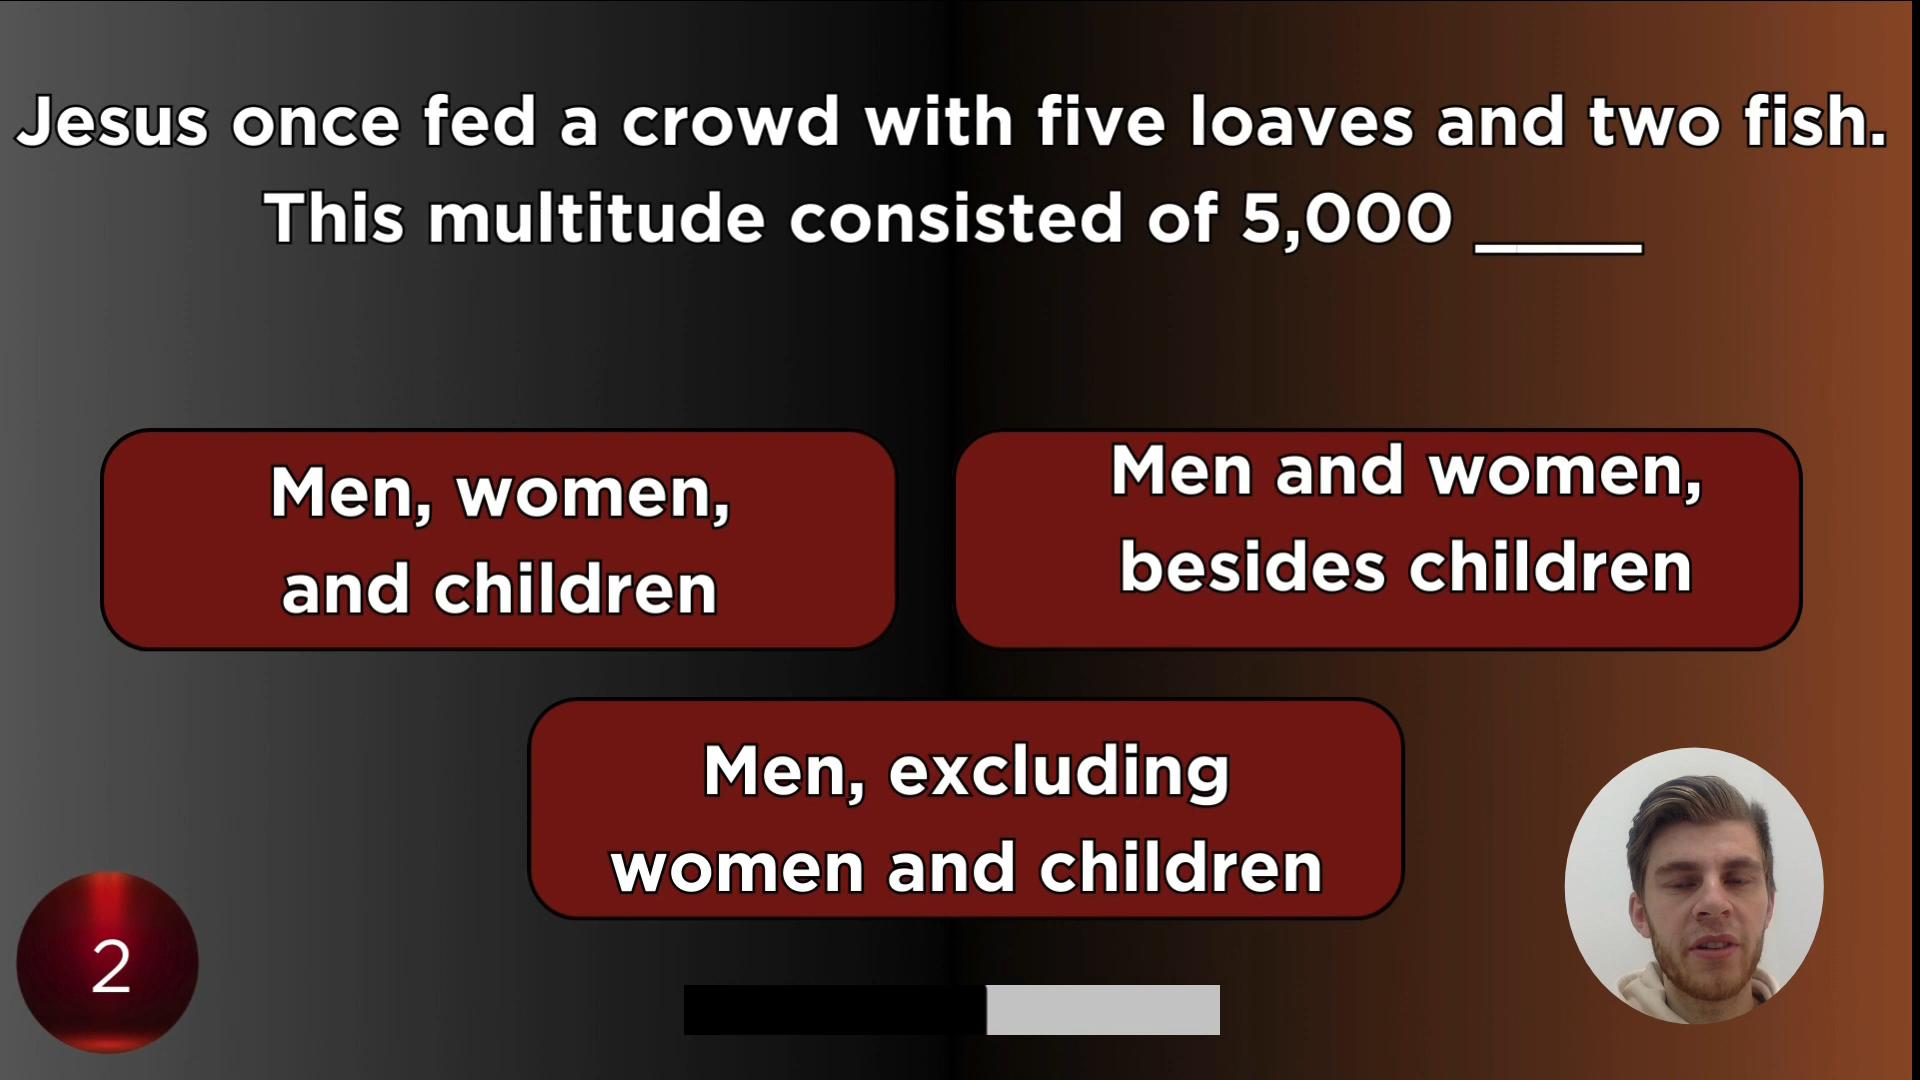 Jesus once fed a crowd with five loaves and two fish.
This multitude consisted of 5,000 ____
Men, women,
and children
Men and women,
besides children
Men, excluding
women and children
2